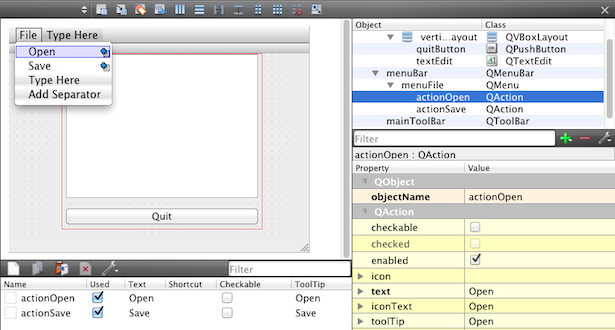 File Type Here
Open
Save
Type Here
Add Separator
Quit
Filter
Name Used Text Shortcut Checkable ToolTip
actionOpen Open Open
actionSave Save Save
Object Class
verti...ayout QVBoxLayout
quitButton QPushButton
textEdit QTextEdit
menuBar QMenuBar
menuFile QMenu
actionOpen QAction
actionSave QAction
mainToolBar QToolBar
Filter
actionOpen : QAction
Property Value
QObject
objectName actionOpen
QAction
checkable
checked
enabled
icon
text Open
iconText Open
toolTip Open